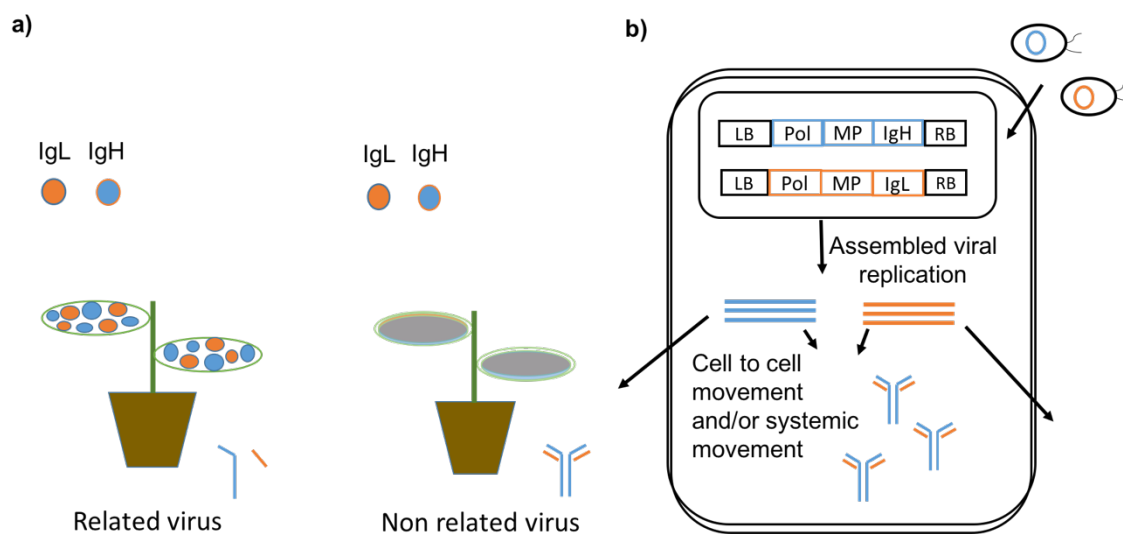 a)
IgL IgH
IgL IgH
Related virus
Non related virus
b)
LB Pol MP IgH RB
LB Pol MP IgL RB
Assembled viral
replication
Cell to cell
movement
and/or systemic
movement